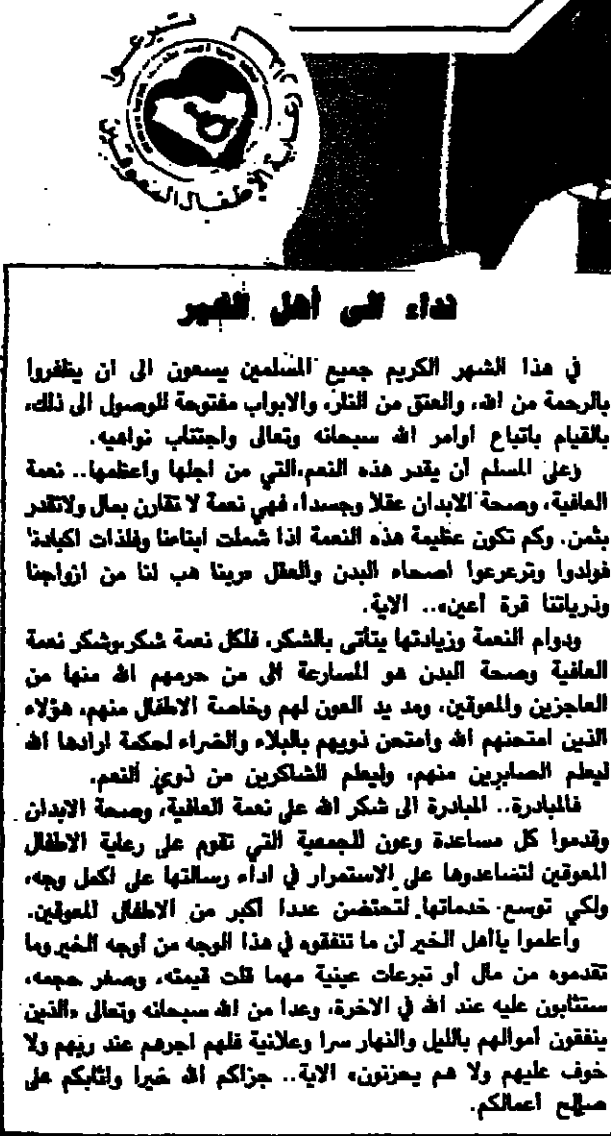 تبرعوا
لرعاية الأطفال المعوقين
نداء الى أهل الخير
في هذا الشهر الكريم جميع المسلمين يسعون الى ان يظفروا
بالرحمة من الله، والعتق من النار، والابواب مفتوحة للوصول الى ذلك،
بالقيام باتباع اوامر الله سبحانه وتعالى واجتناب نواهيه.
وعلى المسلم أن يقدر هذه النعم،التي من اجلها واعظمها.. نعمة
العافية، وصحة الابدان عقلا وجسدا، فهي نعمة لا تقارن بمال ولاتقدر
بثمن. وكم تكون عظيمة هذه النعمة اذا شملت ابناءنا وفلذات اكبادنا
فولدوا وترعرعوا اصحاء البدن والعقل «ربنا هب لنا من ازواجنا
وذرياتنا قرة أعين».. الاية.
ودوام النعمة وزيادتها يتأتى بالشكر، فلكل نعمة شكر،وشكر نعمة
العافية وصحة البدن هو المسارعة الى من حرمهم الله منها من
العاجزين والمعوقين، ومد يد العون لهم وخاصة الاطفال منهم، هؤلاء
الذين امتحنهم الله وامتحن ذويهم بالبلاء والضراء لحكمة ارادها الله
ليعلم الصابرين منهم، وليعلم الشاكرين من ذوي النعم.
فالمبادرة.. المبادرة الى شكر الله على نعمة العافية، وصحة الابدان
وقدموا كل مساعدة وعون للجمعية التي تقوم على رعاية الاطفال
المعوقين لتساعدوها على الاستمرار في اداء رسالتها على اكمل وجه،
ولكي توسع خدماتها لتحتضن عددا اكبر من الاطفال المعوقين.
واعلموا ياأهل الخير أن ما تنفقوه في هذا الوجه من أوجه الخير وما
تقدموه من مال أو تبرعات عينية مهما قلت قيمته، وصغر حجمه،
ستثابون عليه عند الله في الاخرة، وعدا من الله سبحانه وتعالى «الذين
ينفقون أموالهم بالليل والنهار سرا وعلانية فلهم اجرهم عند ربهم ولا
خوف عليهم ولا هم يحزنون» الاية.. جزاكم الله خيرا واثابكم على
صالح أعمالكم.